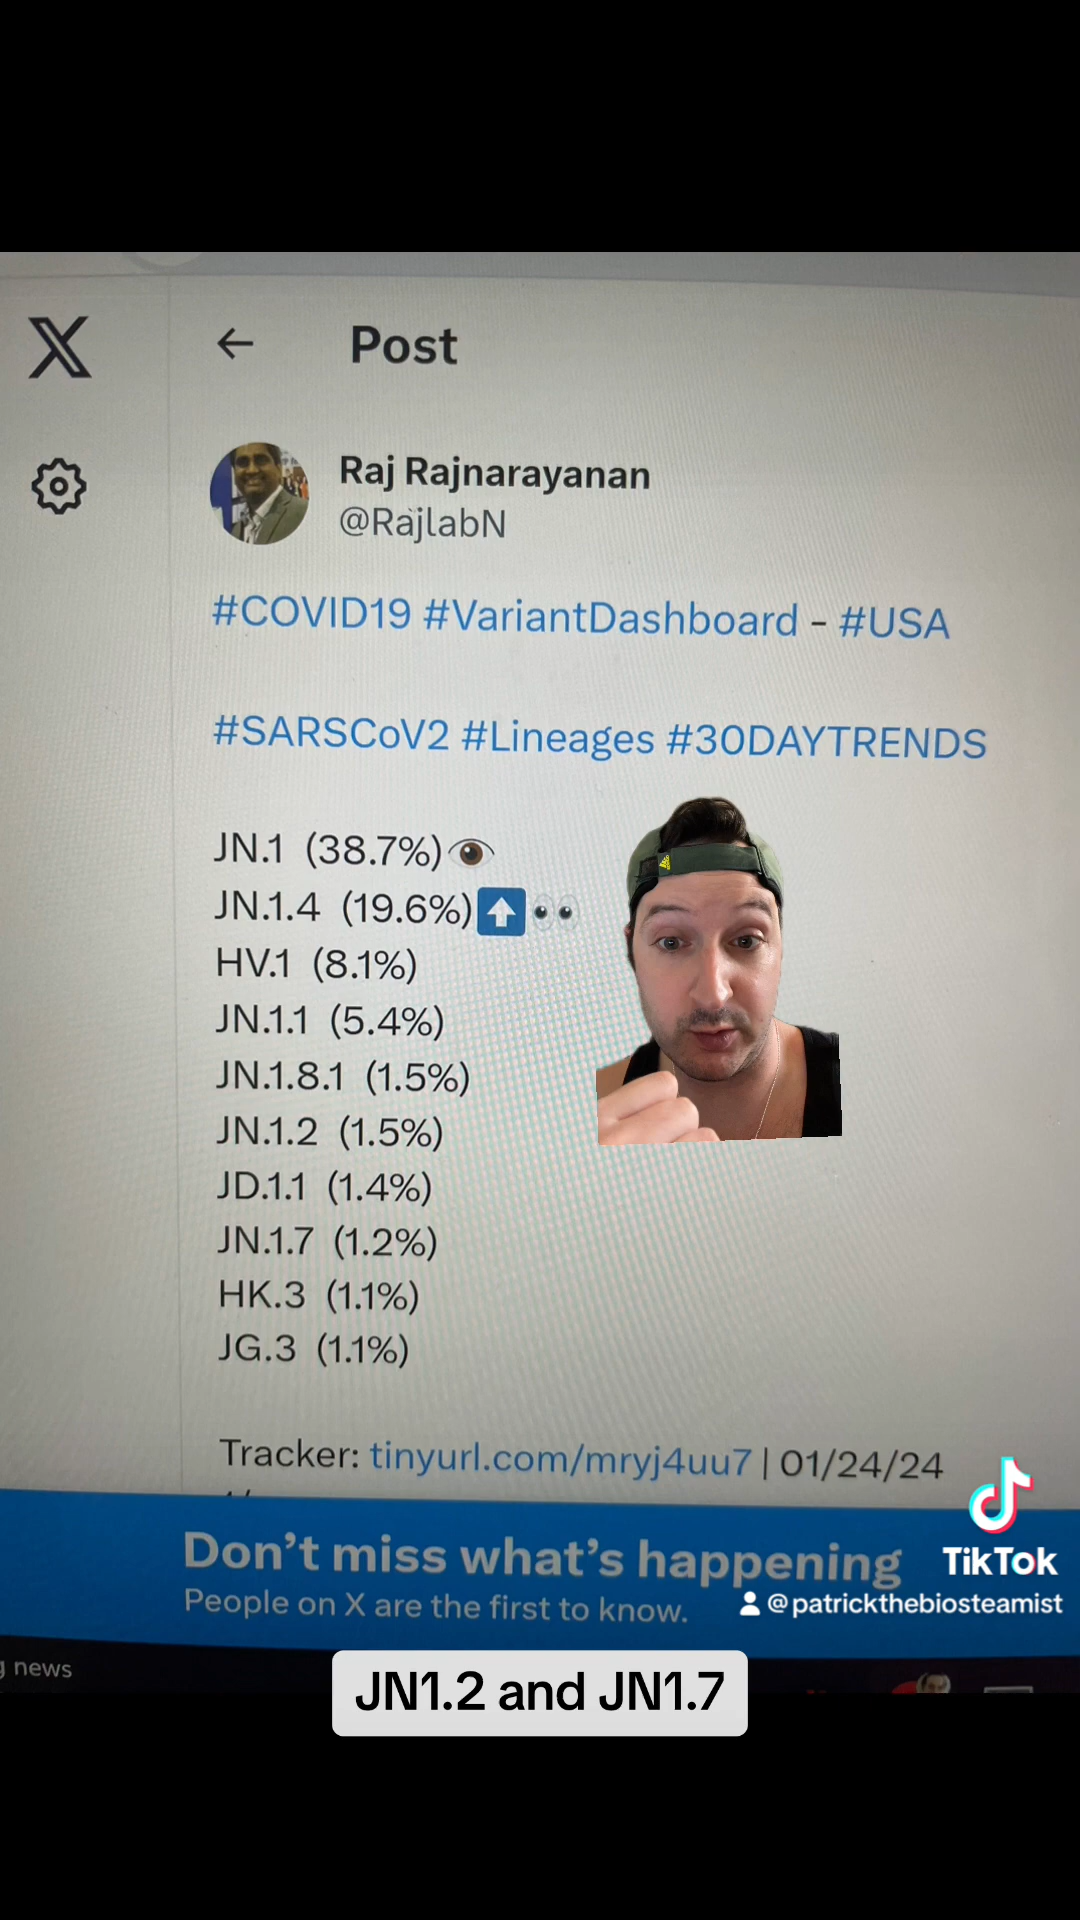 Post
Raj Rajnarayanan
@RajlabN
#COVID19 #VariantDashboard - #USA
#SARSCoV2 #Lineages #30DAYTRENDS
JN.1 (38.7%)👁️
JN.1.4 (19.6%)⬆️👀
HV.1 (8.1%)
JN.1.1 (5.4%)
JN.1.8.1 (1.5%)
JN.1.2 (1.5%)
JD.1.1 (1.4%)
JN.1.7 (1.2%)
HK.3 (1.1%)
JG.3 (1.1%)
Tracker: tinyurl.com/mryj4uu7 | 01/24/24
Don't miss what's happening
People on X are the first to know.
TikTok
@patrickthebiosteamist
news
JN1.2 and JN1.7